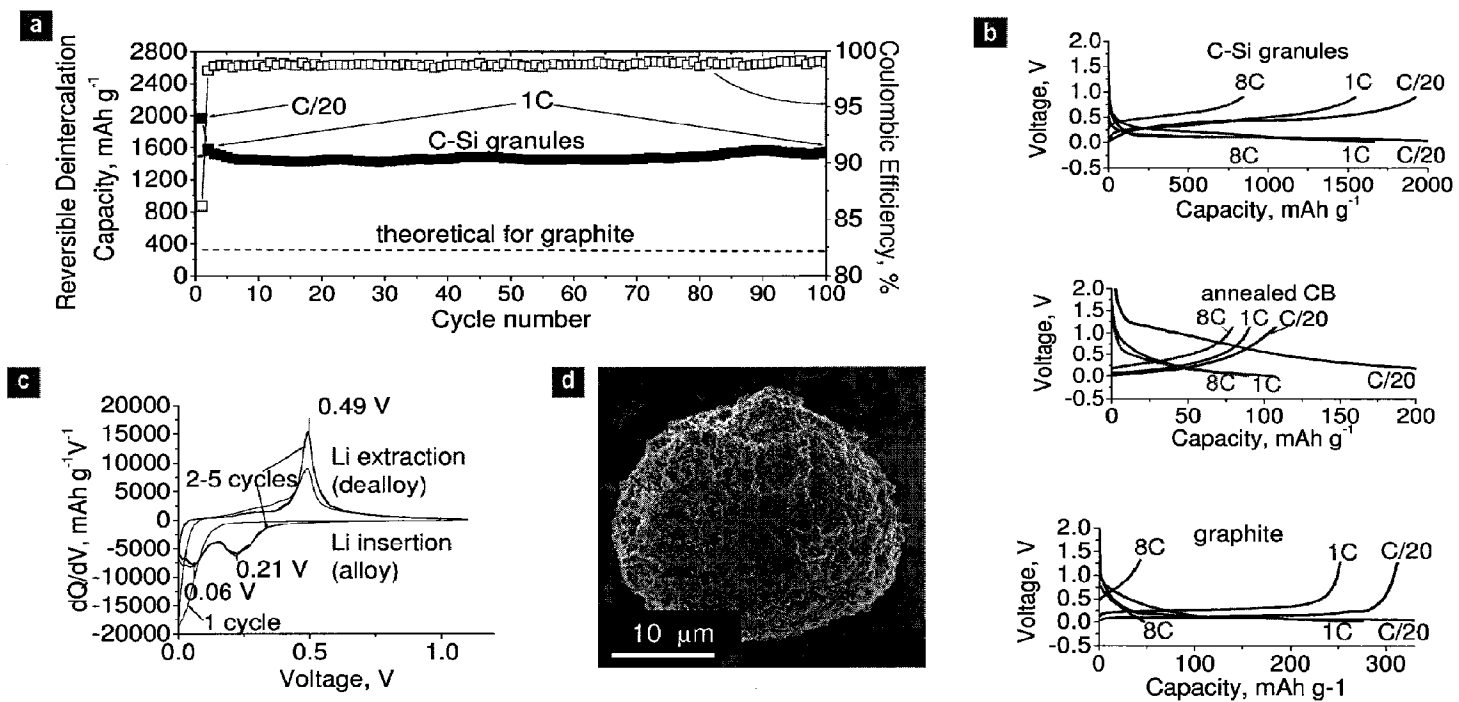 a
Reversible Deintercalation
Capacity, mAh g-1
2800
2400
2000
1600
1200
800
400
0
C/20
1C
C-Si granules
theoretical for graphite
100
95
90
85
80
Coulombic Efficiency, %
0 10 20 30 40 50 60 70 80 90 100
Cycle number
b
Voltage, V
2.0
1.5
1.0
0.5
0.0
-0.5
C-Si granules
8C 1C C/20
8C 1C C/20
0 500 1000 1500 2000
Capacity, mAh g-1
Voltage, V
2.0
1.5
1.0
0.5
0.0
-0.5
annealed CB
8C 1C C/20
8C 1C C/20
0 50 100 150 200
Capacity, mAh g-1
Voltage, V
2.0
1.5
1.0
0.5
0.0
-0.5
graphite
8C 1C C/20
8C 1C C/20
0 100 200 300
Capacity, mAh g-1
c
dQ/dV, mAh g-1V-1
20000
15000
10000
5000
0
-5000
-10000
-15000
-20000
0.49 V
Li extraction
(dealloy)
2-5 cycles
Li insertion
(alloy)
0.21 V
0.06 V
1 cycle
0.0 0.5 1.0
Voltage, V
d
10 μm